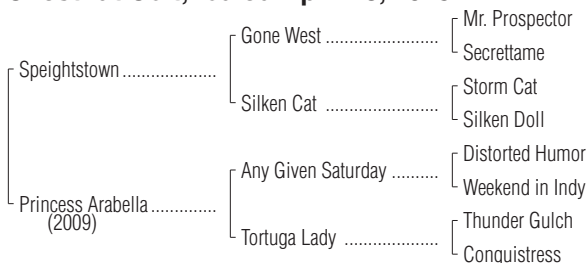 Mr. Prospector
Gone West
Secrettame
Speightstown
Storm Cat
Silken Cat
Silken Doll
Distorted Humor
Any Given Saturday
Weekend in Indy
Princess Arabella
(2009)
Thunder Gulch
Tortuga Lady
Conquistress